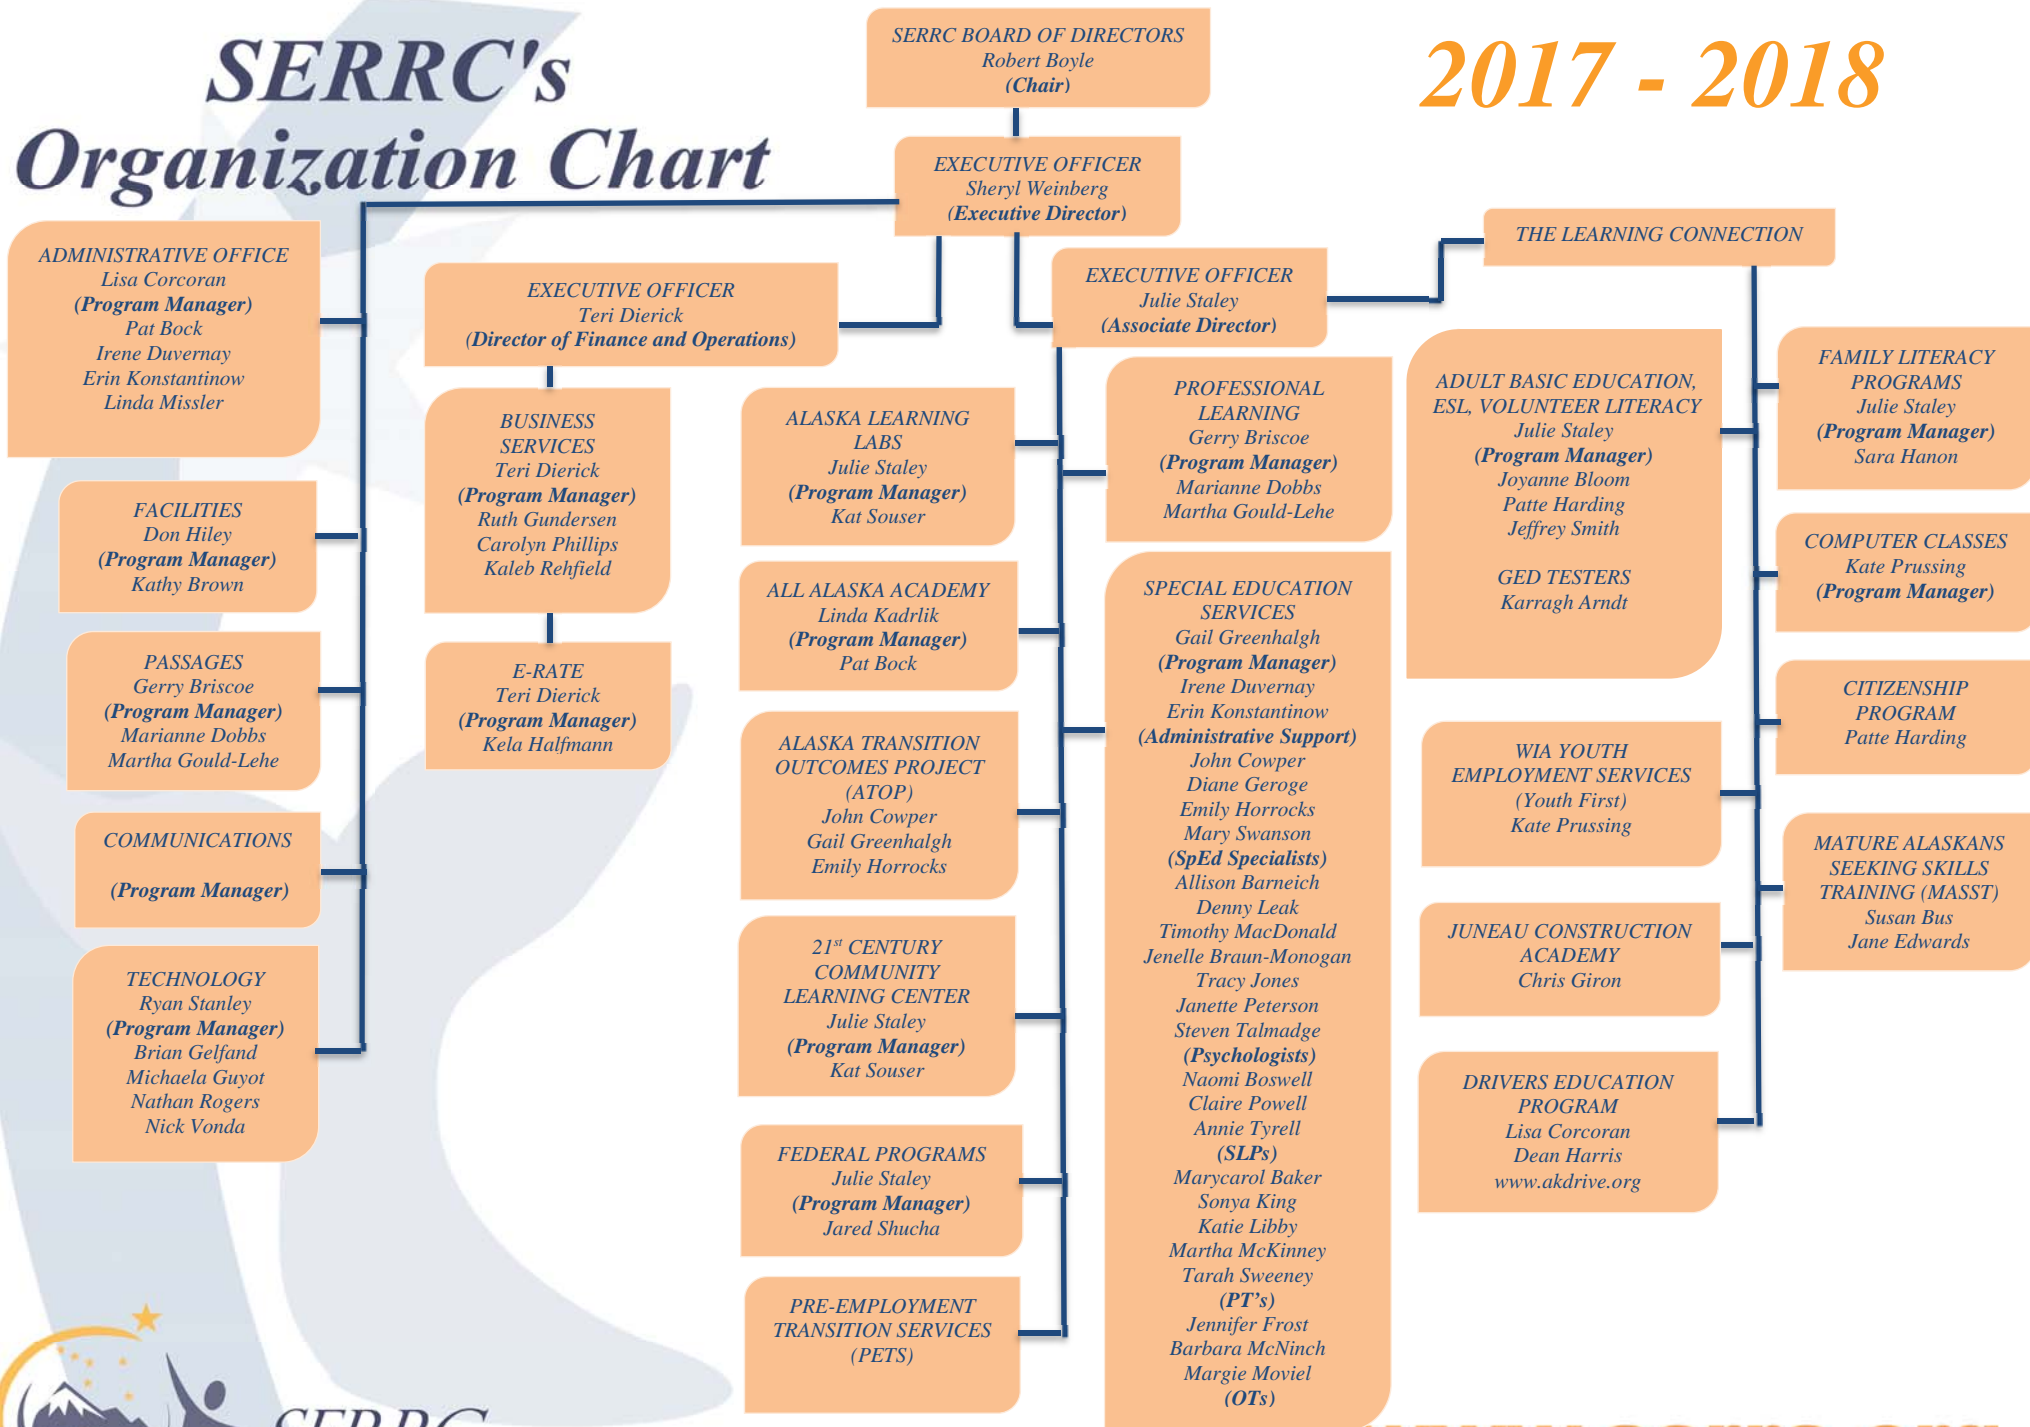 SERRC's
Organization Chart
2017 - 2018
SERRC BOARD OF DIRECTORS
Robert Boyle
(Chair)
EXECUTIVE OFFICER
Sheryl Weinberg
(Executive Director)
ADMINISTRATIVE OFFICE
Lisa Corcoran
(Program Manager)
Pat Bock
Irene Duvernay
Erin Konstantinow
Linda Missler
FACILITIES
Don Hiley
(Program Manager)
Kathy Brown
PASSAGES
Gerry Briscoe
(Program Manager)
Marianne Dobbs
Martha Gould-Lehe
COMMUNICATIONS
(Program Manager)
TECHNOLOGY
Ryan Stanley
(Program Manager)
Brian Gelfand
Michaela Guyot
Nathan Rogers
Nick Vonda
EXECUTIVE OFFICER
Teri Dierick
(Director of Finance and Operations)
BUSINESS
SERVICES
Teri Dierick
(Program Manager)
Ruth Gundersen
Carolyn Phillips
Kaleb Rehfield
E-RATE
Teri Dierick
(Program Manager)
Kela Halfmann
EXECUTIVE OFFICER
Julie Staley
(Associate Director)
ALASKA LEARNING
LABS
Julie Staley
(Program Manager)
Kat Souser
ALL ALASKA ACADEMY
Linda Kadrlik
(Program Manager)
Pat Bock
ALASKA TRANSITION
OUTCOMES PROJECT
(ATOP)
John Cowper
Gail Greenhalgh
Emily Horrocks
21st CENTURY
COMMUNITY
LEARNING CENTER
Julie Staley
(Program Manager)
Kat Souser
FEDERAL PROGRAMS
Julie Staley
(Program Manager)
Jared Shucha
PRE-EMPLOYMENT
TRANSITION SERVICES
(PETS)
PROFESSIONAL
LEARNING
Gerry Briscoe
(Program Manager)
Marianne Dobbs
Martha Gould-Lehe
SPECIAL EDUCATION
SERVICES
Gail Greenhalgh
(Program Manager)
Irene Duvernay
Erin Konstantinow
(Administrative Support)
John Cowper
Diane Geroge
Emily Horrocks
Mary Swanson
(SpEd Specialists)
Allison Barneich
Denny Leak
Timothy MacDonald
Jenelle Braun-Monogan
Tracy Jones
Janette Peterson
Steven Talmadge
(Psychologists)
Naomi Boswell
Claire Powell
Annie Tyrell
(SLPs)
Marycarol Baker
Sonya King
Katie Libby
Martha McKinney
Tarah Sweeney
(PT's)
Jennifer Frost
Barbara McNinch
Margie Moviel
(OTs)
THE LEARNING CONNECTION
ADULT BASIC EDUCATION,
ESL, VOLUNTEER LITERACY
Julie Staley
(Program Manager)
Joyanne Bloom
Patte Harding
Jeffrey Smith
GED TESTERS
Karragh Arndt
WIA YOUTH
EMPLOYMENT SERVICES
(Youth First)
Kate Prussing
JUNEAU CONSTRUCTION
ACADEMY
Chris Giron
DRIVERS EDUCATION
PROGRAM
Lisa Corcoran
Dean Harris
www.akdrive.org
FAMILY LITERACY
PROGRAMS
Julie Staley
(Program Manager)
Sara Hanon
COMPUTER CLASSES
Kate Prussing
(Program Manager)
CITIZENSHIP
PROGRAM
Patte Harding
MATURE ALASKANS
SEEKING SKILLS
TRAINING (MASST)
Susan Bus
Jane Edwards
SERRC